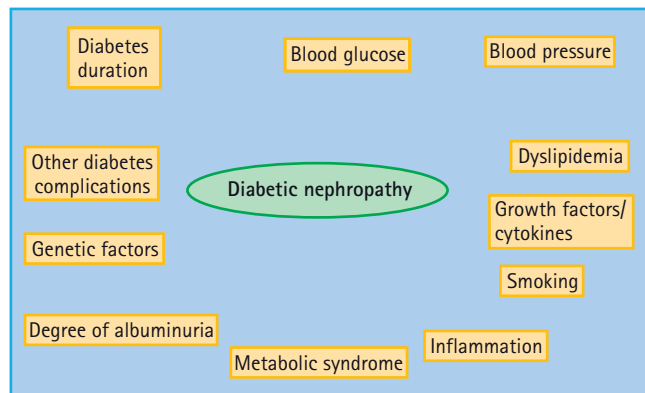 Diabetes
duration
Blood glucose
Blood pressure
Other diabetes
complications
Diabetic nephropathy
Dyslipidemia
Growth factors/
cytokines
Genetic factors
Smoking
Degree of albuminuria
Metabolic syndrome
Inflammation